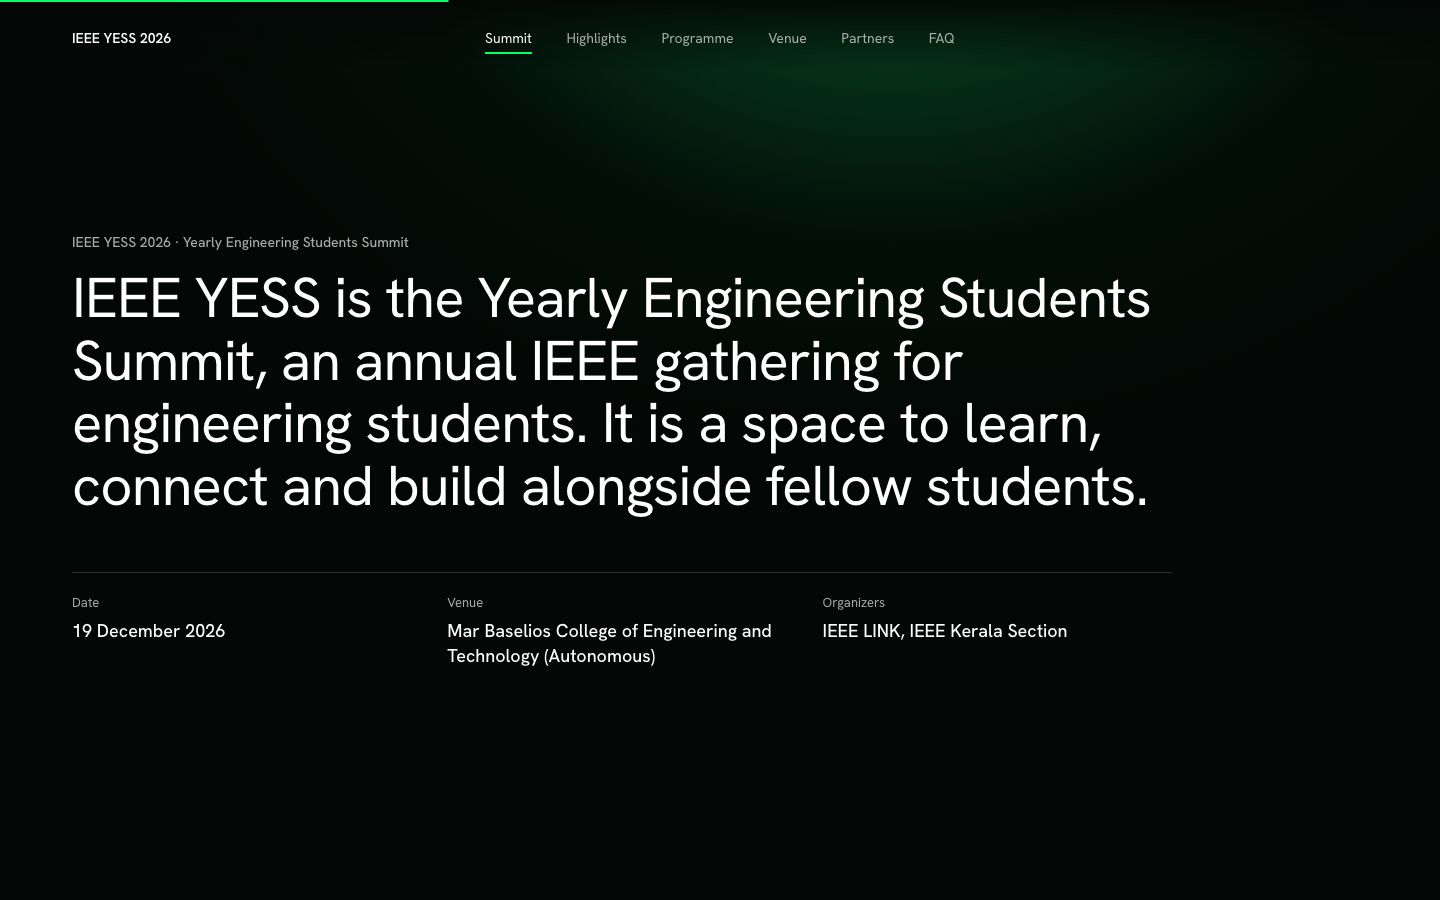 IEEE YESS 2026
Summit
Highlights
Programme
Venue
Partners
FAQ
IEEE YESS 2026 · Yearly Engineering Students Summit
IEEE YESS is the Yearly Engineering Students
Summit, an annual IEEE gathering for
engineering students. It is a space to learn,
connect and build alongside fellow students.
Date
19 December 2026
Venue
Mar Baselios College of Engineering and
Technology (Autonomous)
Organizers
IEEE LINK, IEEE Kerala Section